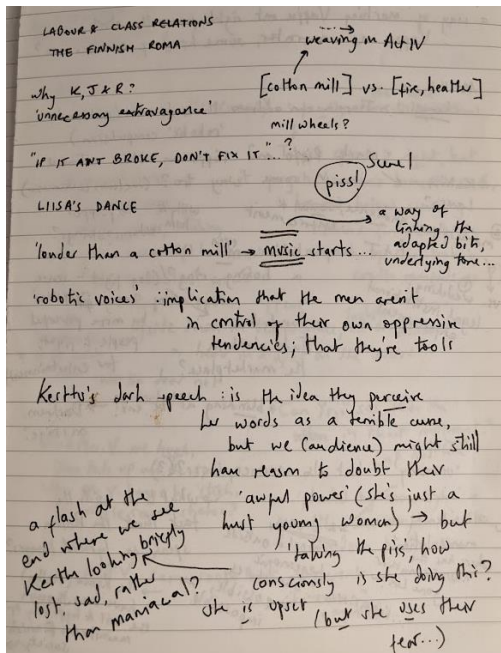 LABOUR & CLASS RELATIONS
THE FINNISH ROMA
weaving in Act IV
why K, J & R?
'unnecessary extravagance'
[cotton mill] vs. [fire, health]
mill wheels?
"IF IT AIN'T BROKE, DON'T FIX IT"...?
piss!
LIISA'S DANCE
a way of
linking the
adapted bits,
underlying tone...
'louder than a cotton mill' → music starts...
'robotic voices' : implication that the men aren't
in control of their own oppressive
tendencies; that they're tools
Kerttu's dark speech : is the idea they perceive
her words as a terrible curse,
but we (audience) might still
have reason to doubt their
'awful power' (she's just a
hurt young woman) → but
'taking the piss', how
consciously is she doing this?
she is upset (but she uses their
fear...)
a flash at the
end where we see
Kerttu looking briefly
lost, sad, rather
than maniacal?